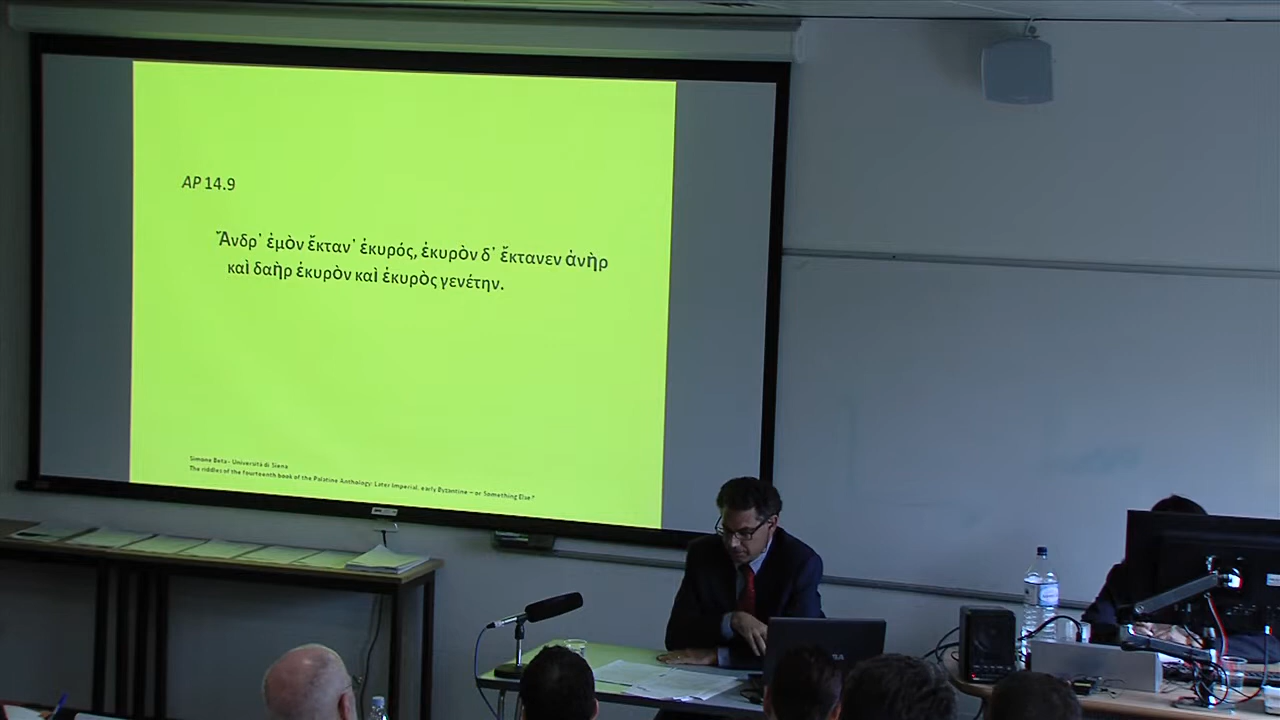 AP 14.9
Ἄνδρ᾽ ἐμὸν ἔκταν᾽ ἑκυρός, ἑκυρὸν δ᾽ ἔκτανεν ἀνὴρ
καὶ δαὴρ ἑκυρὸν καὶ ἑκυρὸς γενέτην.
Simone Beta - Università di Siena
The riddles of the fourteenth book of the Palatine Anthology: Later Imperial, early Byzantine – or Something Else?